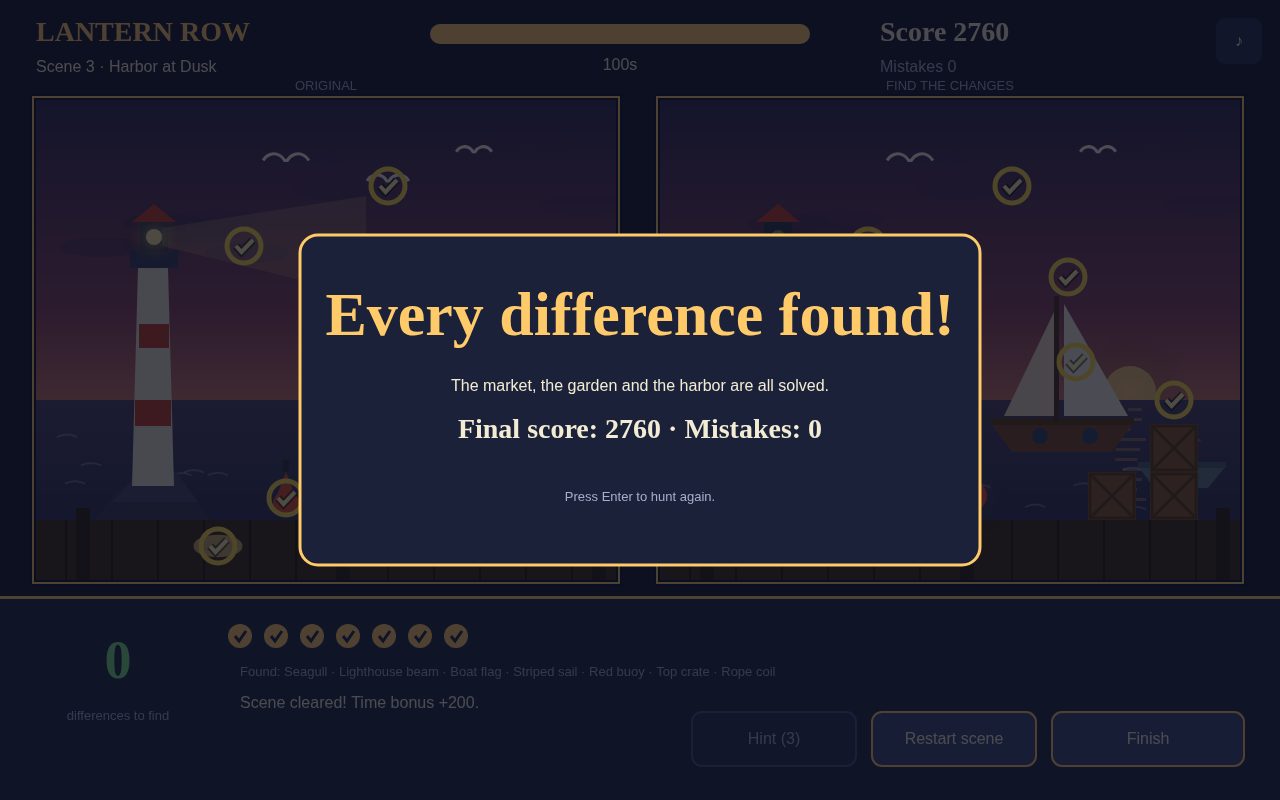 LANTERN ROW
Scene 3 · Harbor at Dusk
100s
Score 2760
Mistakes 0
♪
ORIGINAL
FIND THE CHANGES
Every difference found!
The market, the garden and the harbor are all solved.
Final score: 2760 · Mistakes: 0
Press Enter to hunt again.
0
differences to find
Found: Seagull · Lighthouse beam · Boat flag · Striped sail · Red buoy · Top crate · Rope coil
Scene cleared! Time bonus +200.
Hint (3)
Restart scene
Finish